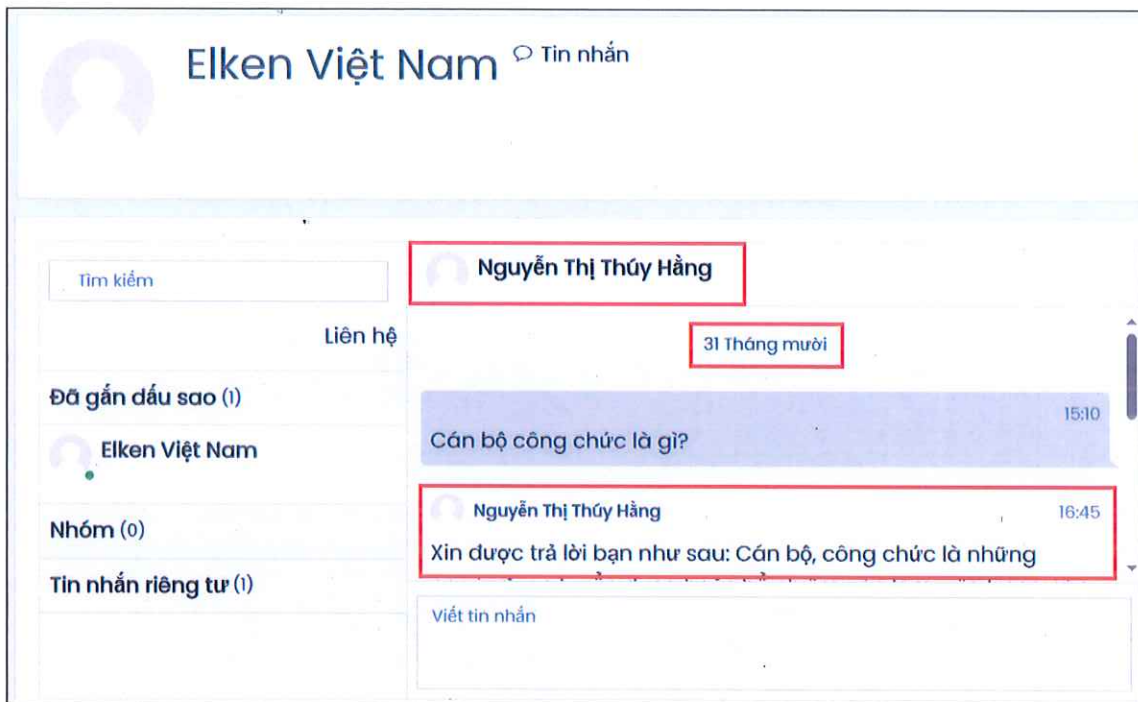 Elken Việt Nam Tin nhắn
Tìm kiếm
Liên hệ
Đã gắn dấu sao (1)
Elken Việt Nam
Nhóm (0)
Tin nhắn riêng tư (1)
Nguyễn Thị Thúy Hằng
31 Tháng mười
15:10
Cán bộ công chức là gì?
Nguyễn Thị Thúy Hằng 16:45
Xin được trả lời bạn như sau: Cán bộ, công chức là những
Viết tin nhắn